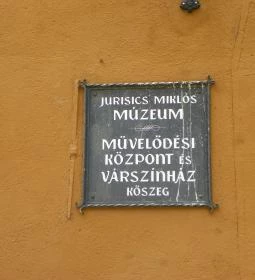 JURISICS MIKLÓS
MÚZEUM
MŰVELŐDÉSI
KÖZPONT ÉS
VÁRSZÍNHÁZ
KŐSZEG